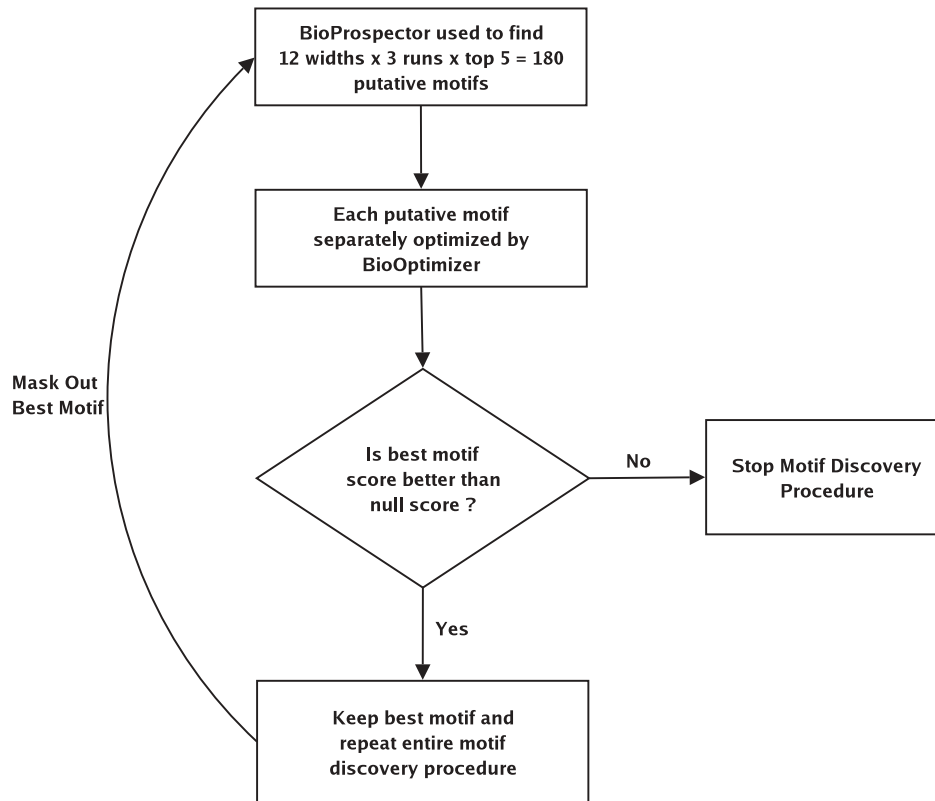 BioProspector used to find
12 widths x 3 runs x top 5 = 180
putative motifs
Each putative motif
separately optimized by
BioOptimizer
Mask Out
Best Motif
Is best motif
score better than
null score ?
No
Stop Motif Discovery
Procedure
Yes
Keep best motif and
repeat entire motif
discovery procedure